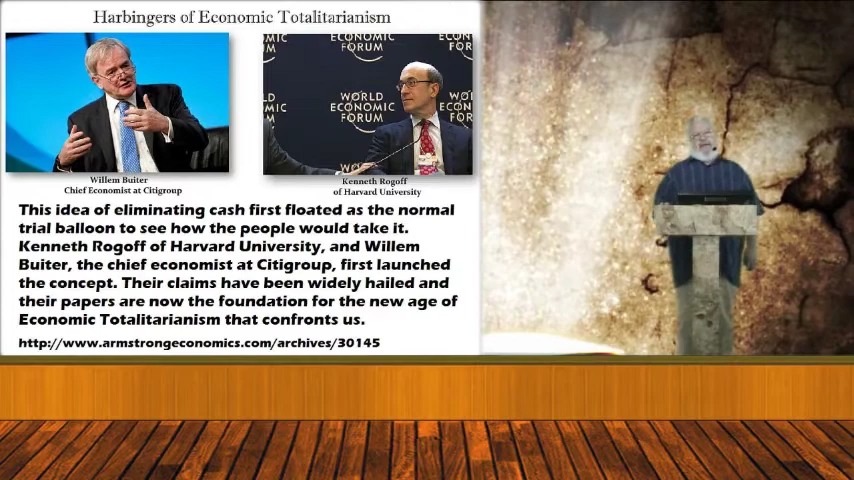 Harbingers of Economic Totalitarianism
ECONOMIC
FORUM
WORLD
ECONOMIC
FORUM
Willem Buiter
Chief Economist at Citigroup
Kenneth Rogoff
of Harvard University
This idea of eliminating cash first floated as the normal
trial balloon to see how the people would take it.
Kenneth Rogoff of Harvard University, and Willem
Buiter, the chief economist at Citigroup, first launched
the concept. Their claims have been widely hailed and
their papers are now the foundation for the new age of
Economic Totalitarianism that confronts us.
http://www.armstrongeconomics.com/archives/30145